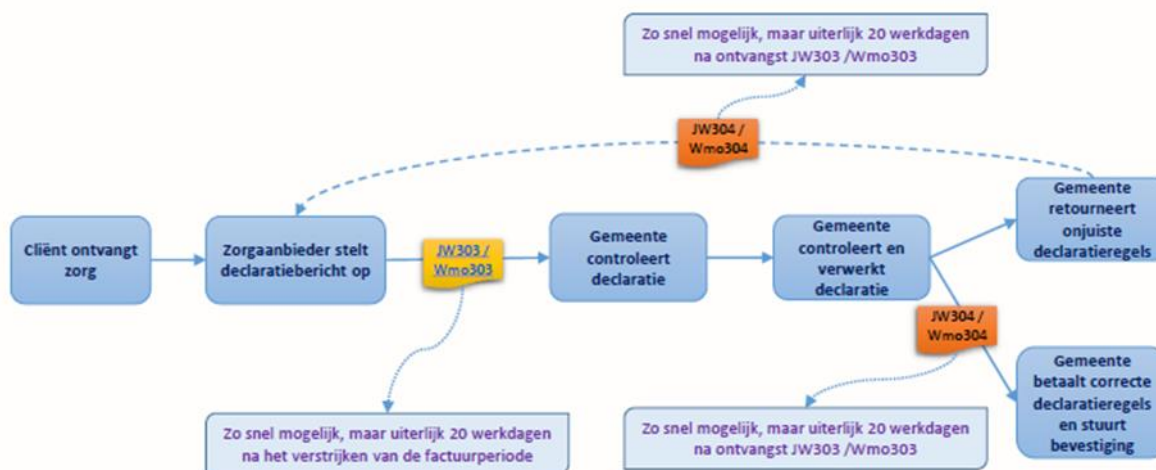 Zo snel mogelijk, maar uiterlijk 20 werkdagen
na ontvangst JW303 /Wmo303
JW304 /
Wmo304
Cliënt ontvangt
zorg
Zorgaanbieder stelt
declaratiebericht op
JW303 /
Wmo303
Gemeente
controleert
declaratie
Gemeente
controleert en
verwerkt
declaratie
Gemeente
retourneert
onjuiste
declaratieregels
JW304 /
Wmo304
Gemeente
betaalt correcte
declaratieregels
en stuurt
bevestiging
Zo snel mogelijk, maar uiterlijk 20 werkdagen
na het verstrijken van de factuurperiode
Zo snel mogelijk, maar uiterlijk 20 werkdagen
na ontvangst JW303 /Wmo303